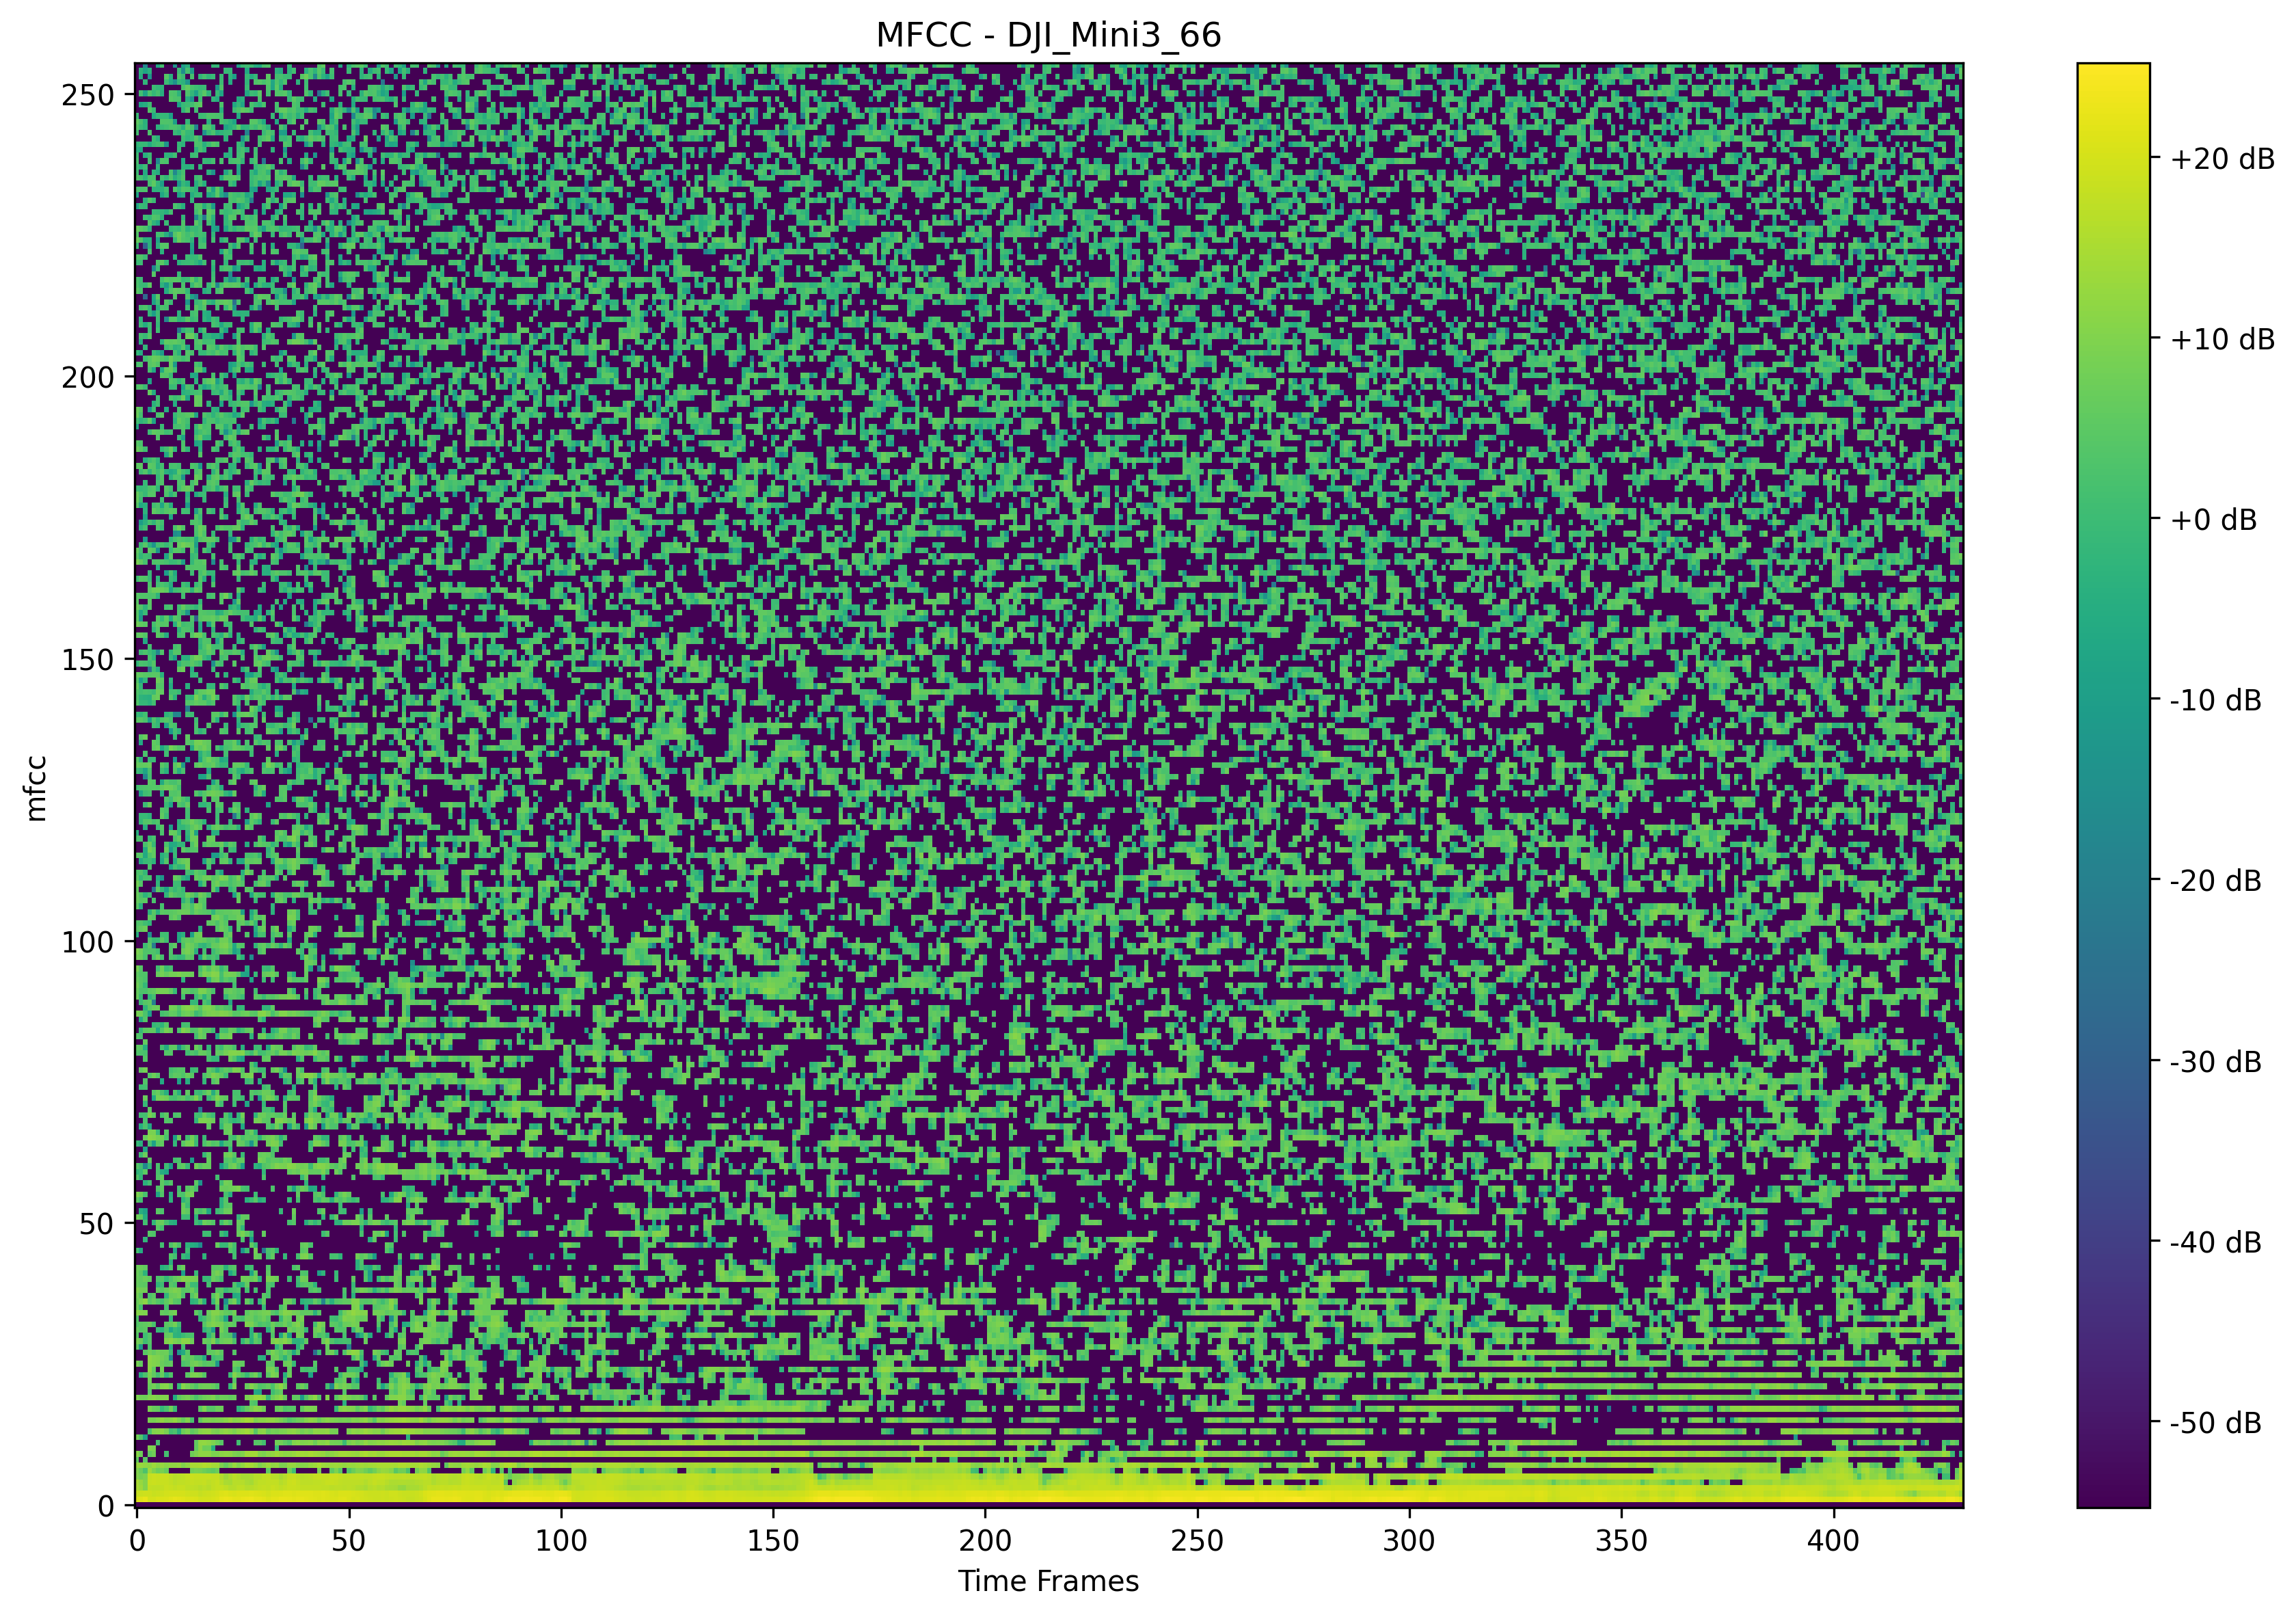 MFCC - DJI_Mini3_66
250
200
150
100
50
0
mfcc
0 50 100 150 200 250 300 350 400
Time Frames
+20 dB
+10 dB
+0 dB
-10 dB
-20 dB
-30 dB
-40 dB
-50 dB